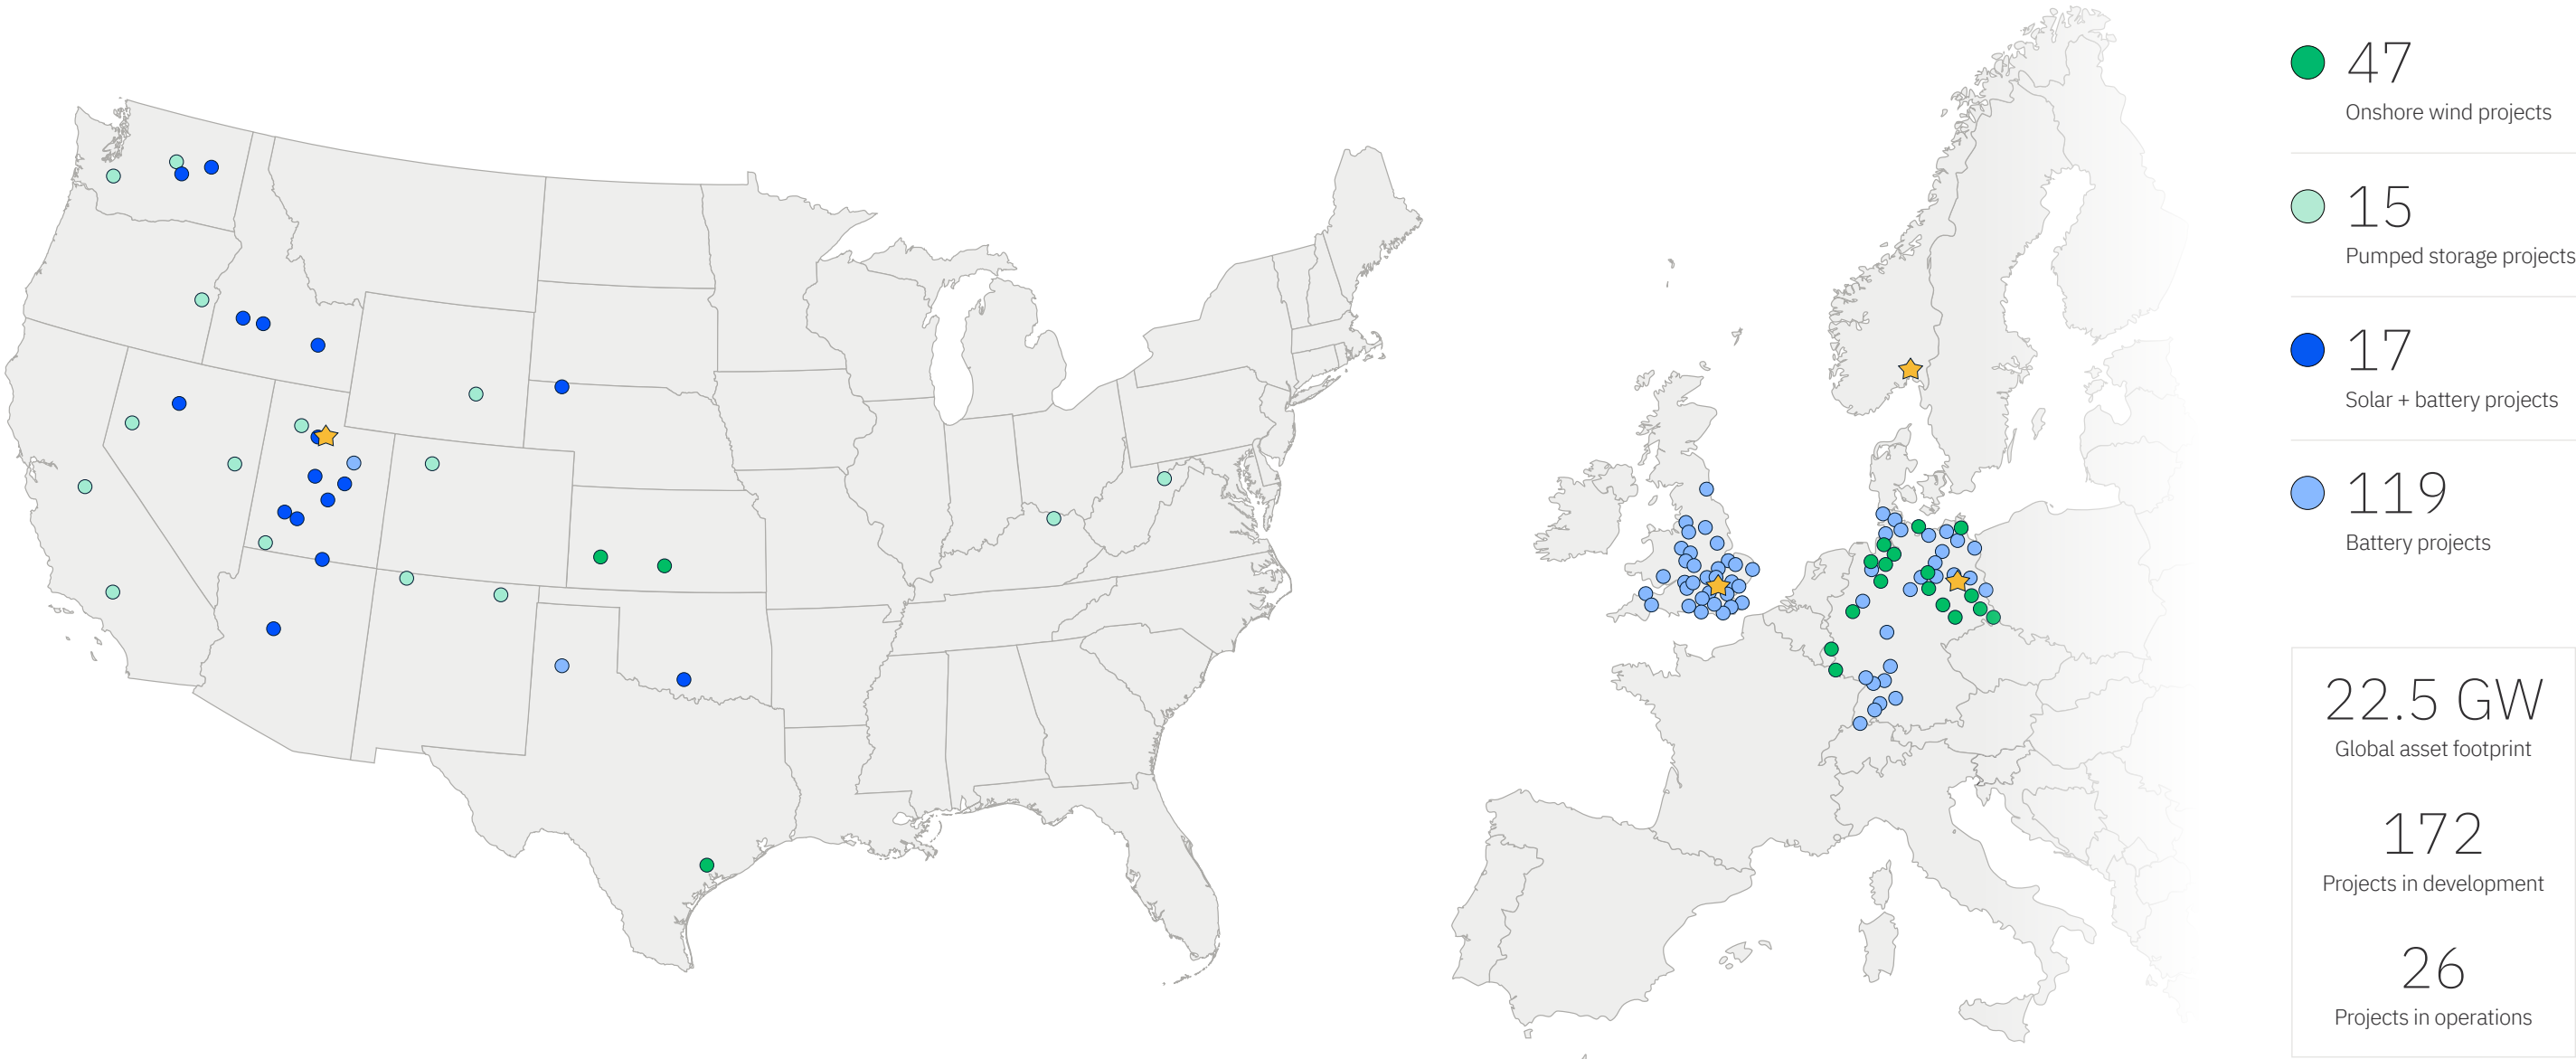 47
Onshore wind projects
15
Pumped storage projects
17
Solar + battery projects
119
Battery projects
22.5 GW
Global asset footprint
172
Projects in development
26
Projects in operations